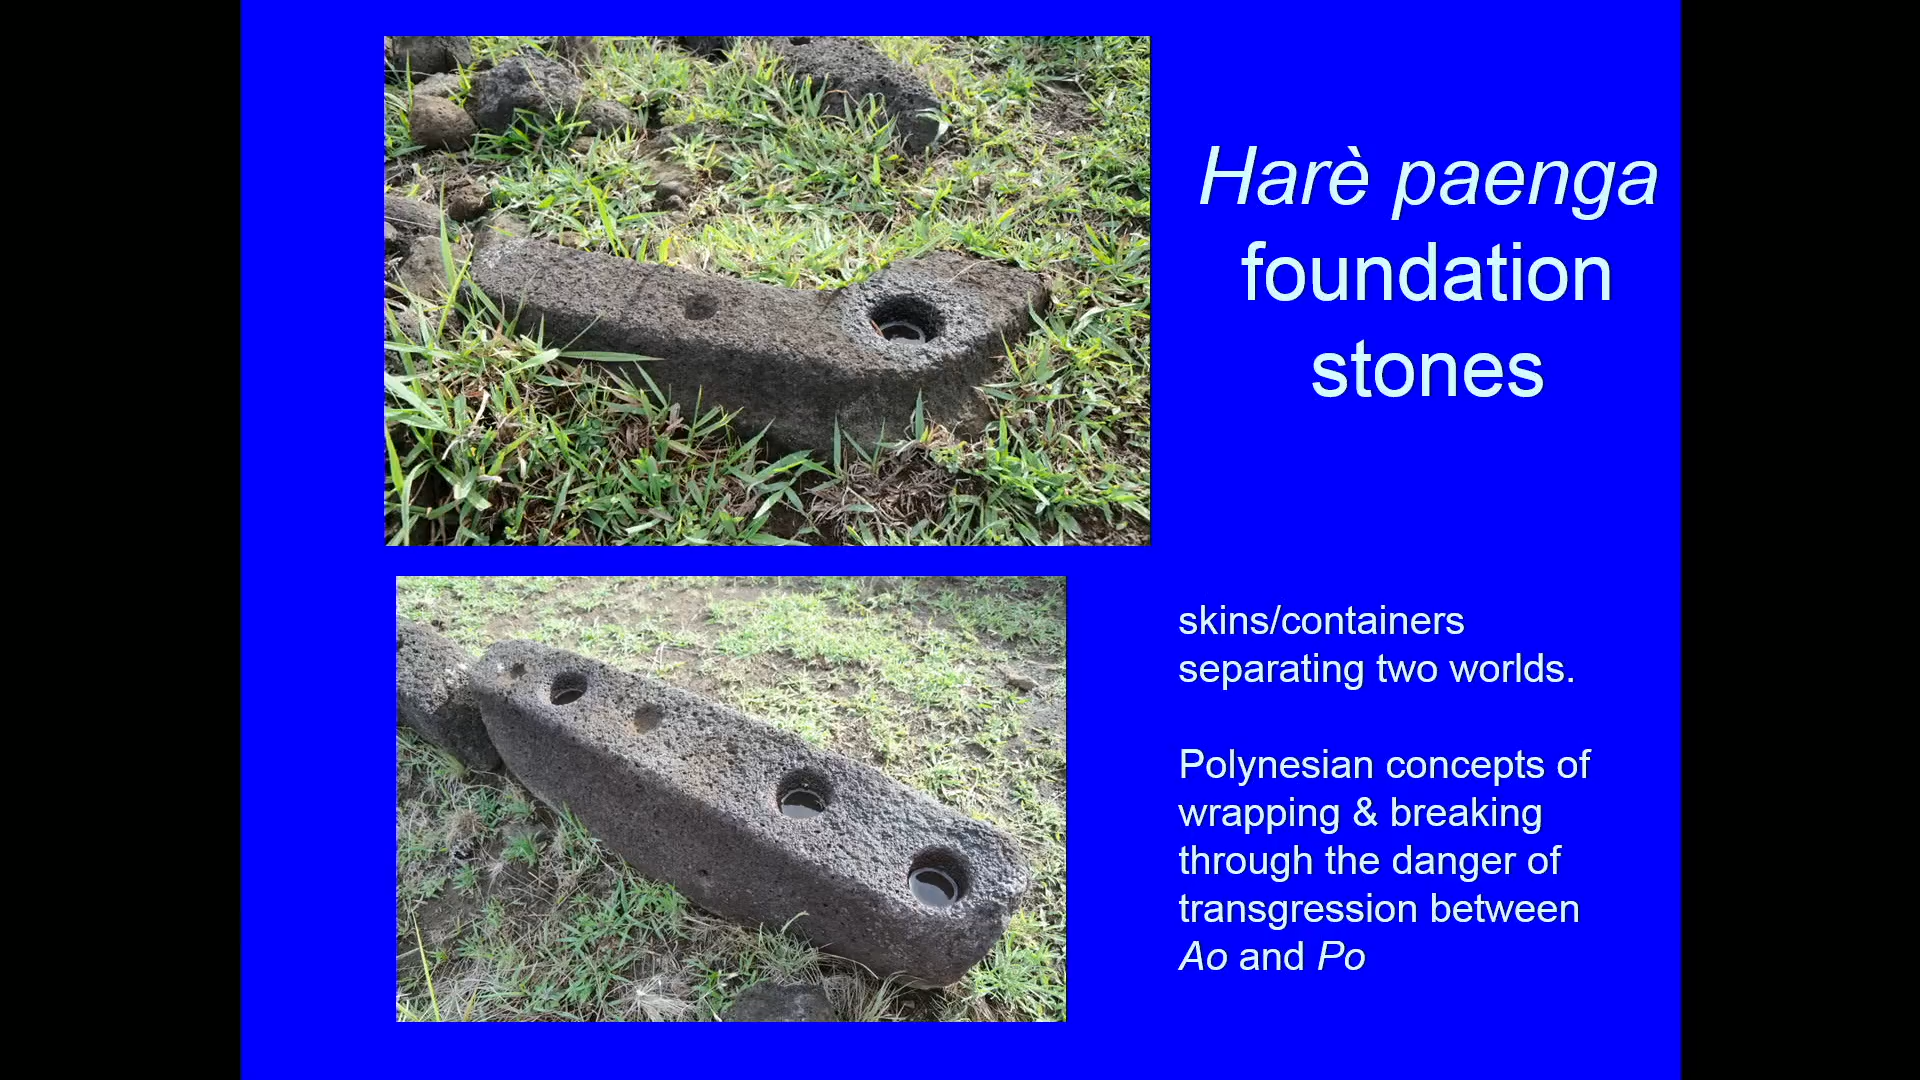 Harè paenga
foundation
stones
skins/containers
separating two worlds.
Polynesian concepts of
wrapping & breaking
through the danger of
transgression between
Ao and Po